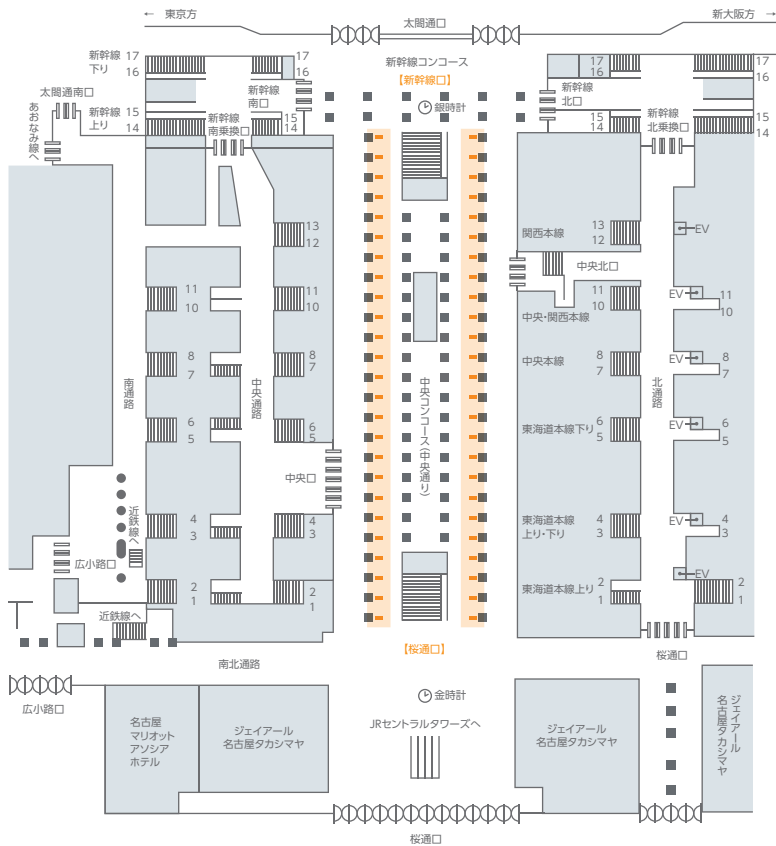 ← 東京方
太閤通口
新大阪方 →
新幹線
下り
17
16
太閤通南口
あおなみ線へ
新幹線
上り
15
14
新幹線
南乗換口
新幹線
南口
17
16
15
14
新幹線コンコース
【新幹線口】
銀時計
17
16
新幹線
北口
15
14
新幹線
北乗換口
17
16
15
14
13
12
関西本線
13
12
EV
中央北口
11
10
11
10
中央・関西本線
11
10
EV
11
10
南通路
中央通路
8
7
8
7
中央本線
8
7
北通路
EV
8
7
中央コンコース(中央通り)
6
5
6
5
東海道本線下り
6
5
EV
6
5
中央口
近鉄線へ
4
3
4
3
東海道本線
上り・下り
4
3
EV
4
3
広小路口
2
1
2
1
東海道本線上り
2
1
EV
2
1
近鉄線へ
南北通路
【桜通口】
桜通口
広小路口
金時計
JRセントラルタワーズへ
名古屋
マリオット
アソシア
ホテル
ジェイアール
名古屋タカシマヤ
ジェイアール
名古屋タカシマヤ
ジェイアール
名古屋タカシマヤ
桜通口